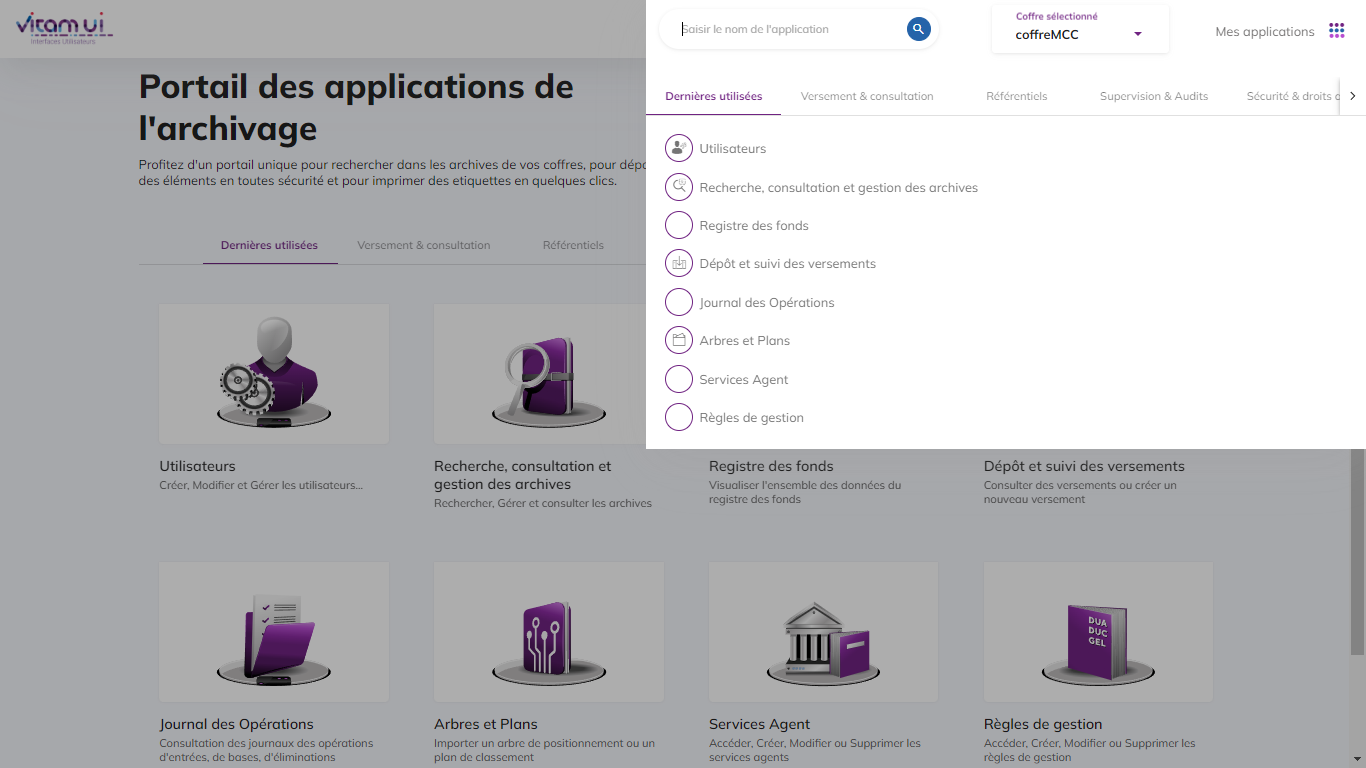 vitam ui
Interfaces Utilisateurs
Saisir le nom de l'application
Coffre sélectionné
coffreMCC
Mes applications
Dernières utilisées
Versement & consultation
Référentiels
Supervision & Audits
Sécurité & droits
Utilisateurs
Recherche, consultation et gestion des archives
Registre des fonds
Dépôt et suivi des versements
Journal des Opérations
Arbres et Plans
Services Agent
Règles de gestion
Portail des applications de
l'archivage
Profitez d'un portail unique pour rechercher dans les archives de vos coffres, pour
des éléments en toutes sécurité et pour imprimer des etiquettes en quelques clics.
Dernières utilisées
Versement & consultation
Référentiels
Utilisateurs
Créer, Modifier et Gérer les utilisateurs...
Recherche, consultation et
gestion des archives
Rechercher, Gérer et consulter les archives
Registre des fonds
Visualiser l'ensemble des données du
registre des fonds
Dépôt et suivi des versements
Consulter des versements ou créer un
nouveau versement
Journal des Opérations
Consultation des journaux des opérations
d'entrées, de bases, d'éliminations
Arbres et Plans
Importer un arbre de positionnement ou un
plan de classement
Services Agent
Accéder, Créer, Modifier ou Supprimer les
services agents
DUA
DUC
GEL
Règles de gestion
Accéder, Créer, Modifier ou Supprimer les
règles de gestion